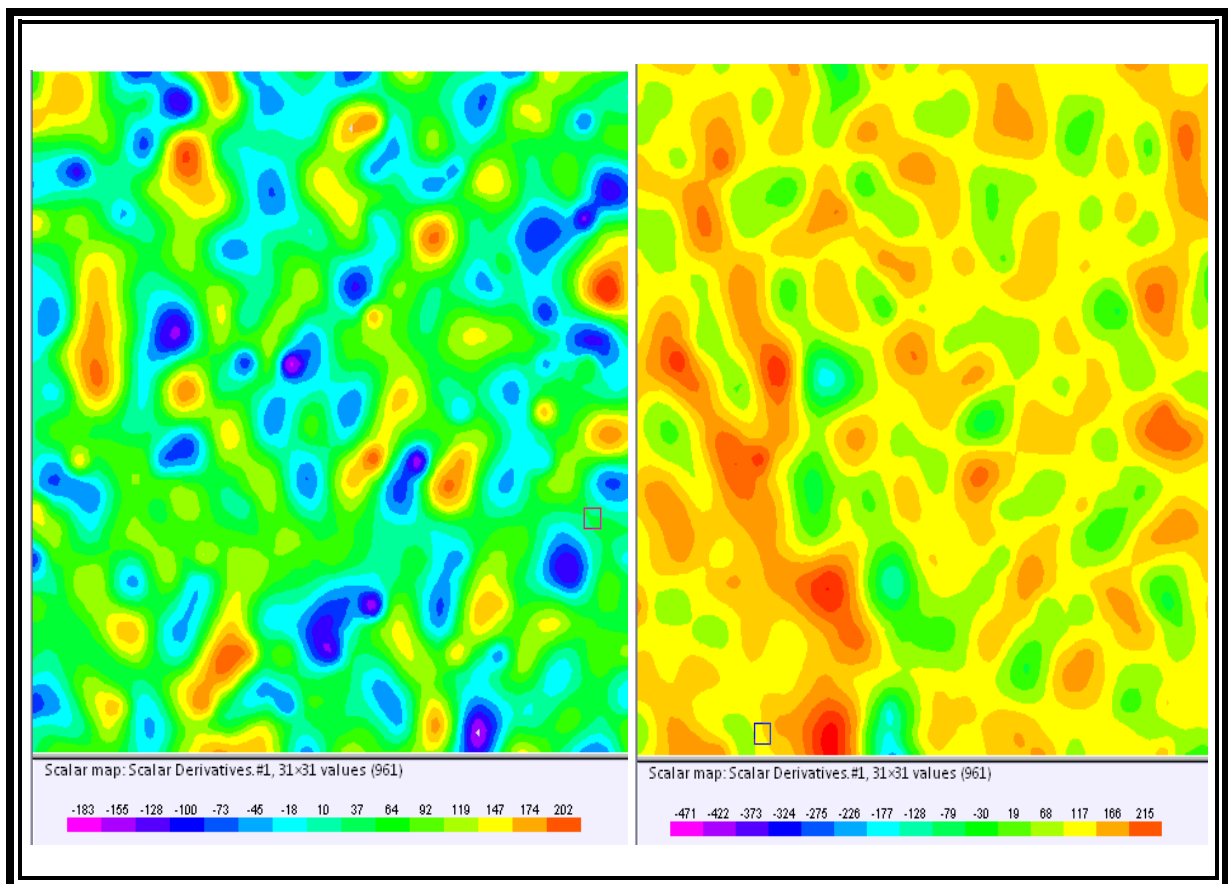 Scalar map: Scalar Derivatives.#1, 31×31 values (961)
-183 -155 -128 -100 -73 -45 -18 10 37 64 92 119 147 174 202
Scalar map: Scalar Derivatives.#1, 31×31 values (961)
-471 -422 -373 -324 -275 -226 -177 -128 -79 -30 19 68 117 166 215